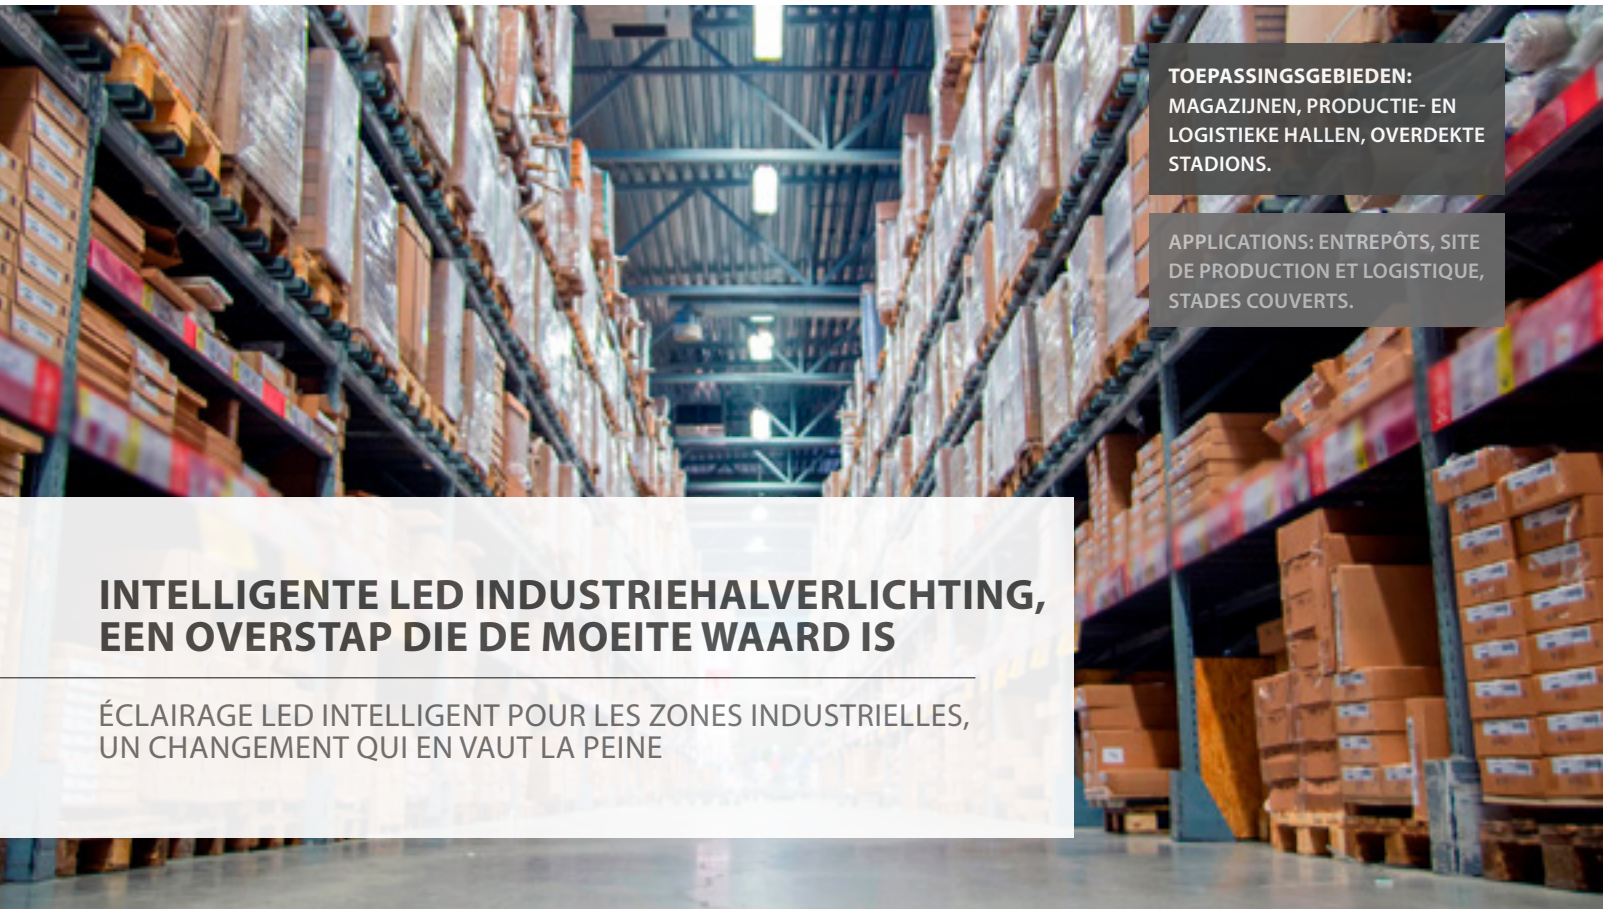 TOEPASSINGSGEBIEDEN:
MAGAZIJNEN, PRODUCTIE- EN
LOGISTIEKE HALLEN, OVERDEKTE
STADIONS.
APPLICATIONS: ENTREPÔTS, SITE
DE PRODUCTION ET LOGISTIQUE,
STADES COUVERTS.
INTELLIGENTE LED INDUSTRIEHALVERLICHTING,
EEN OVERSTAP DIE DE MOEITE WAARD IS
ÉCLAIRAGE LED INTELLIGENT POUR LES ZONES INDUSTRIELLES,
UN CHANGEMENT QUI EN VAUT LA PEINE